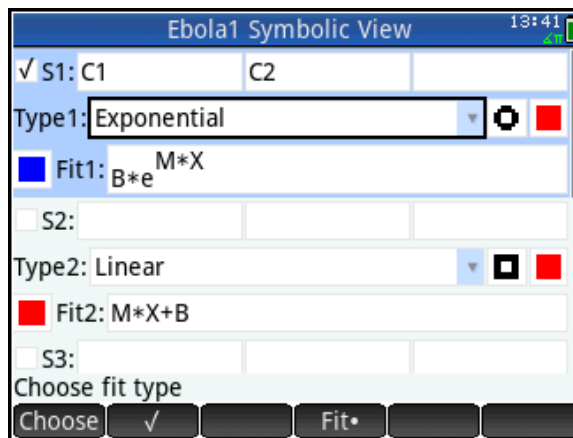 Ebola1 Symbolic View 13:41
∡π
√ S1: C1 C2
Type1: Exponential
Fit1: B*e^M*X
S2:
Type2: Linear
Fit2: M*X+B
S3:
Choose fit type
Choose √ Fit•